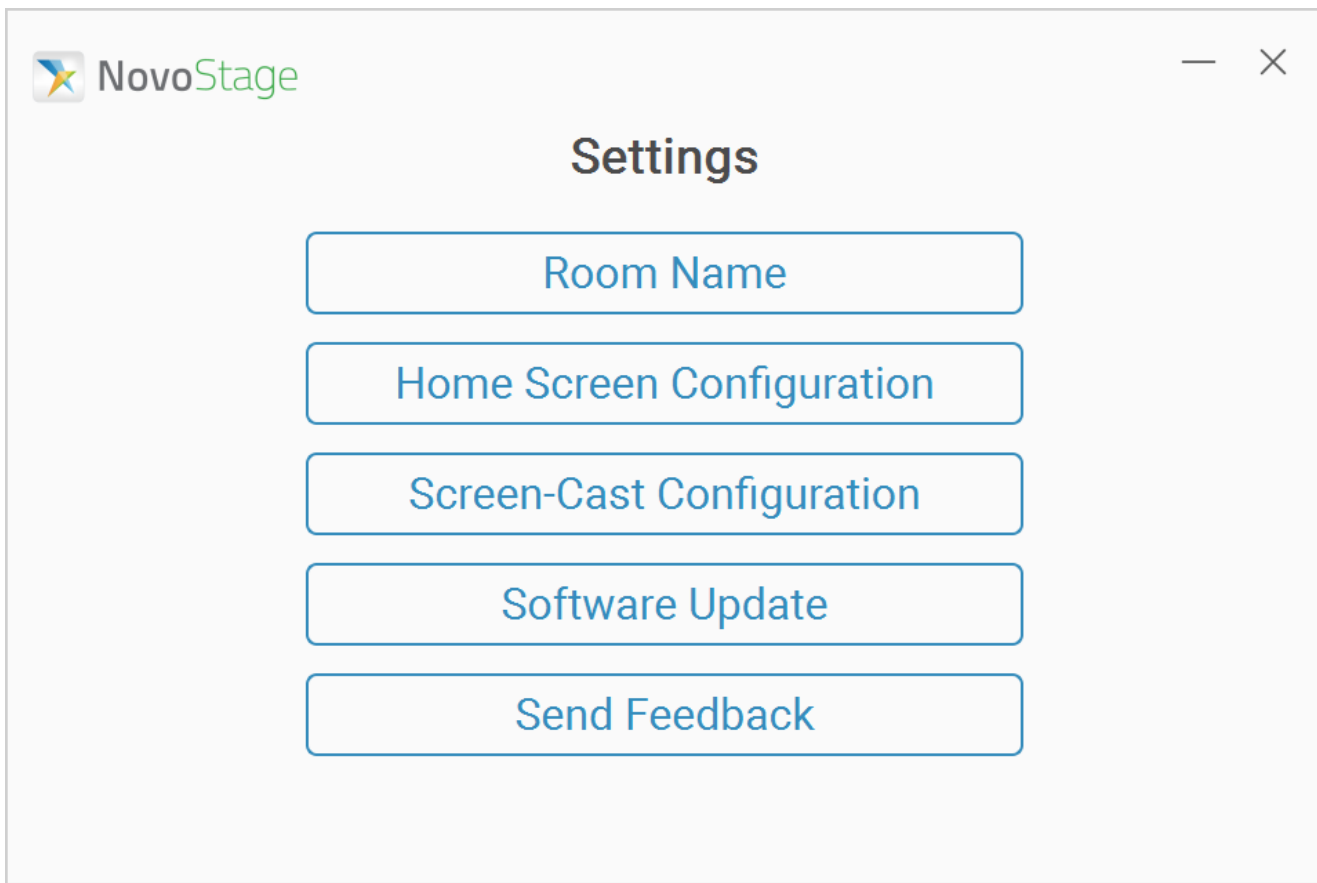 NovoStage
Settings
Room Name
Home Screen Configuration
Screen-Cast Configuration
Software Update
Send Feedback